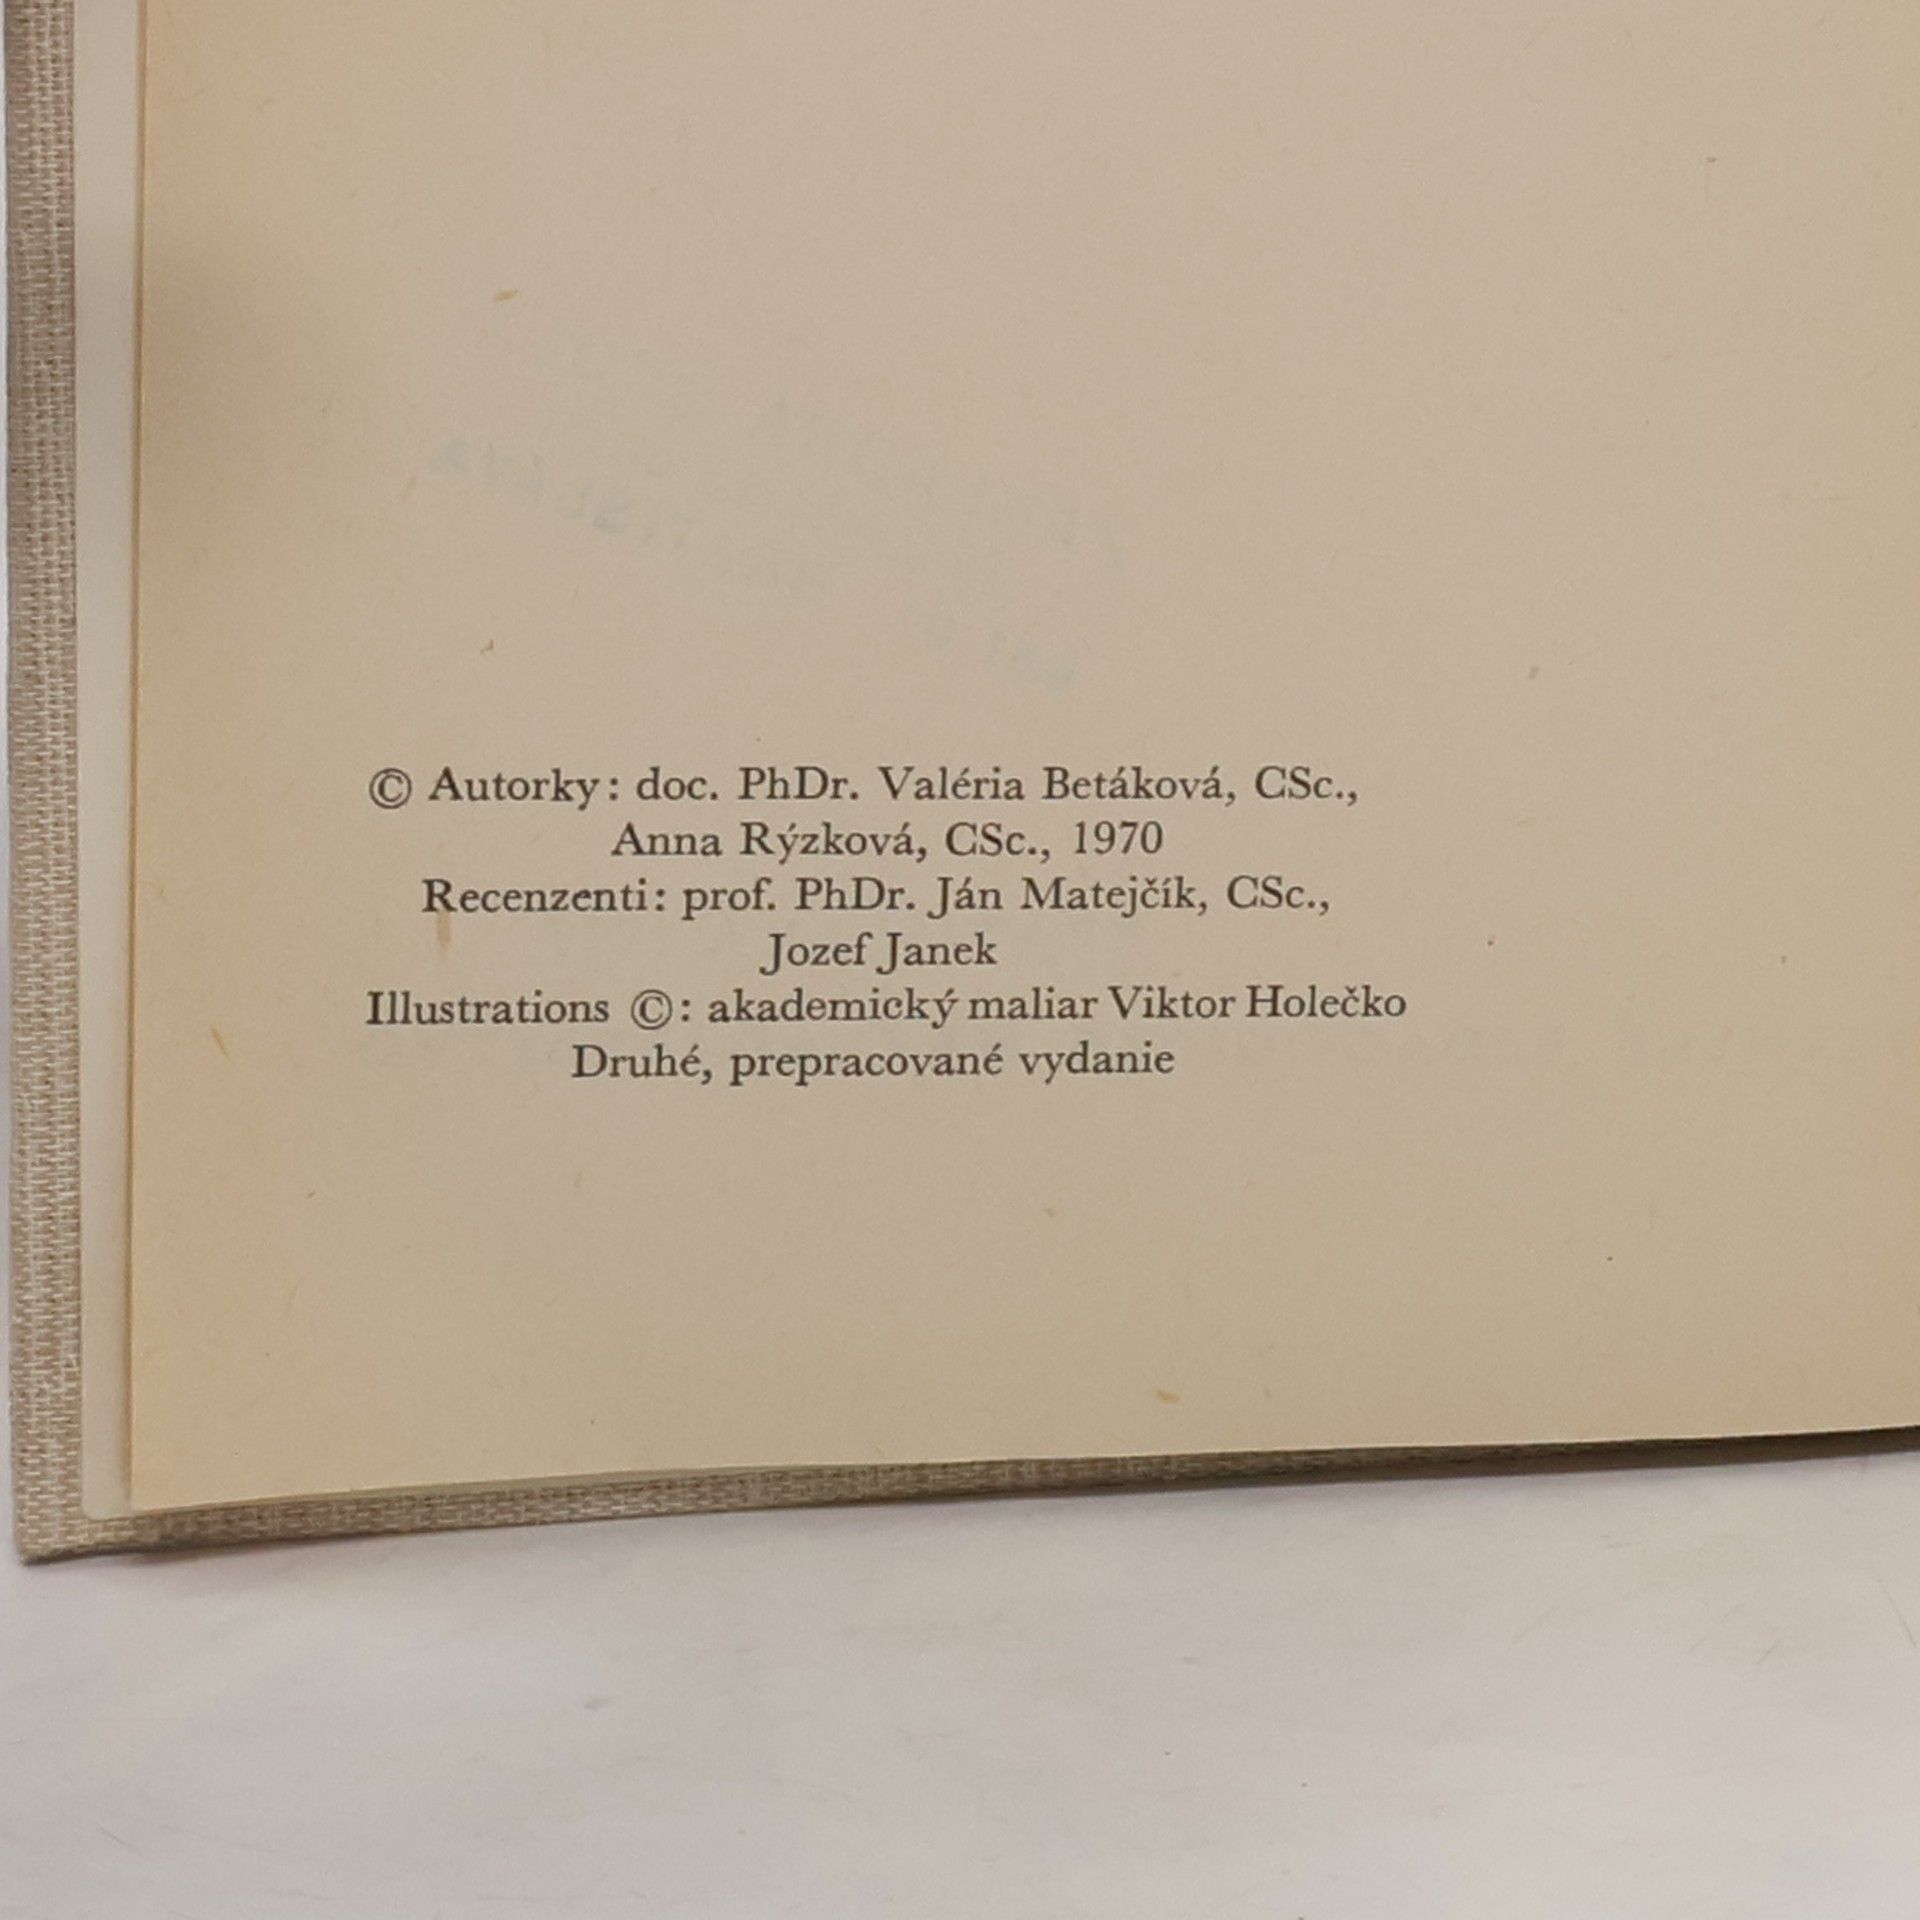 © Autorky: doc. PhDr. Valéria Betáková, CSc.,
Anna Rýzková, CSc., 1970
Recenzenti: prof. PhDr. Ján Matejčík, CSc.,
Jozef Janek
Illustrations ©: akademický maliar Viktor Holečko
Druhé, prepracované vydanie